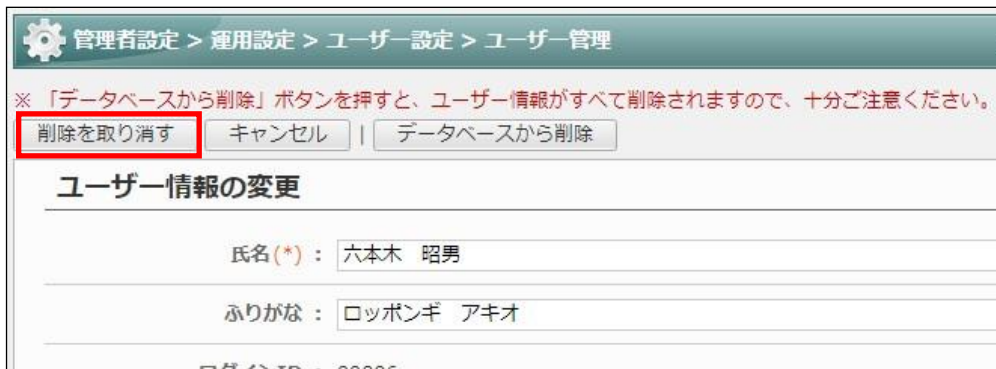 管理者設定 > 運用設定 > ユーザー設定 > ユーザー管理
※ 「データベースから削除」ボタンを押すと、ユーザー情報がすべて削除されますので、十分ご注意ください。
削除を取り消す キャンセル | データベースから削除
ユーザー情報の変更
氏名(*) : 六本木 昭男
ふりがな : ロッポンギ アキオ